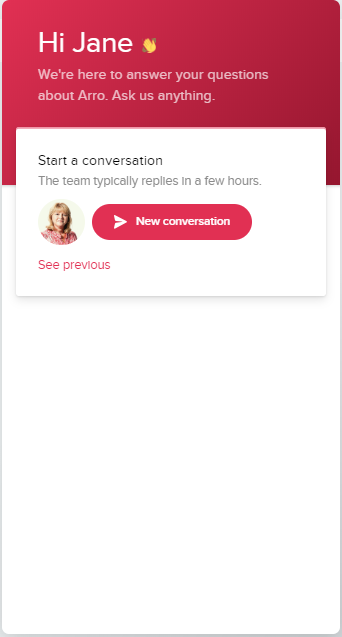 Hi Jane 👋
We're here to answer your questions
about Arro. Ask us anything.
Start a conversation
The team typically replies in a few hours.
New conversation
See previous